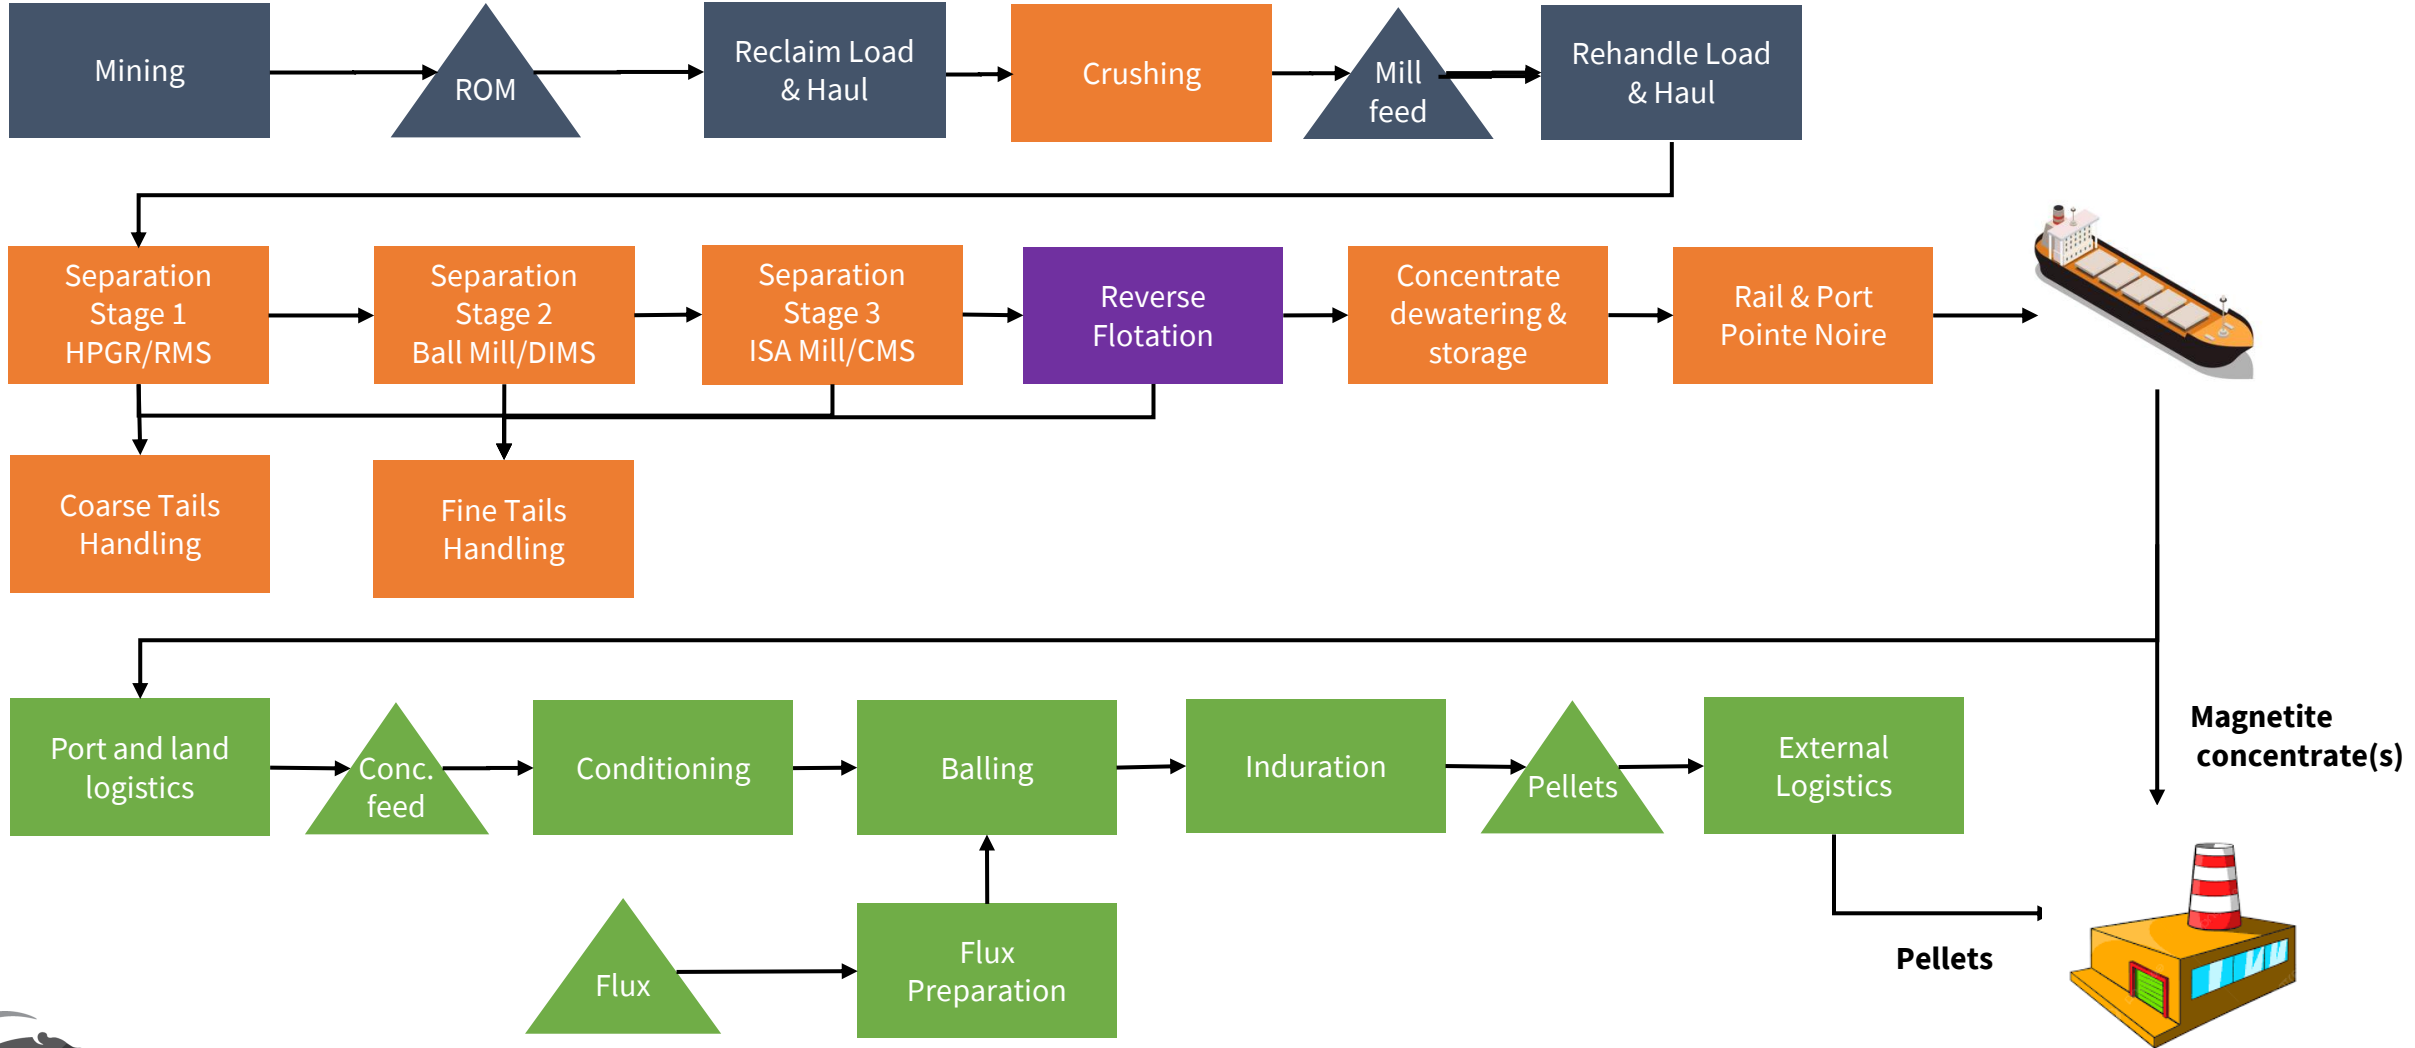 Mining
ROM
Reclaim Load
& Haul
Crushing
Mill
feed
Rehandle Load
& Haul
Separation
Stage 1
HPGR/RMS
Separation
Stage 2
Ball Mill/DIMS
Separation
Stage 3
ISA Mill/CMS
Reverse
Flotation
Concentrate
dewatering &
storage
Rail & Port
Pointe Noire
Coarse Tails
Handling
Fine Tails
Handling
Port and land
logistics
Conc.
feed
Conditioning
Balling
Induration
Pellets
External
Logistics
Magnetite
concentrate(s)
Flux
Flux
Preparation
Pellets